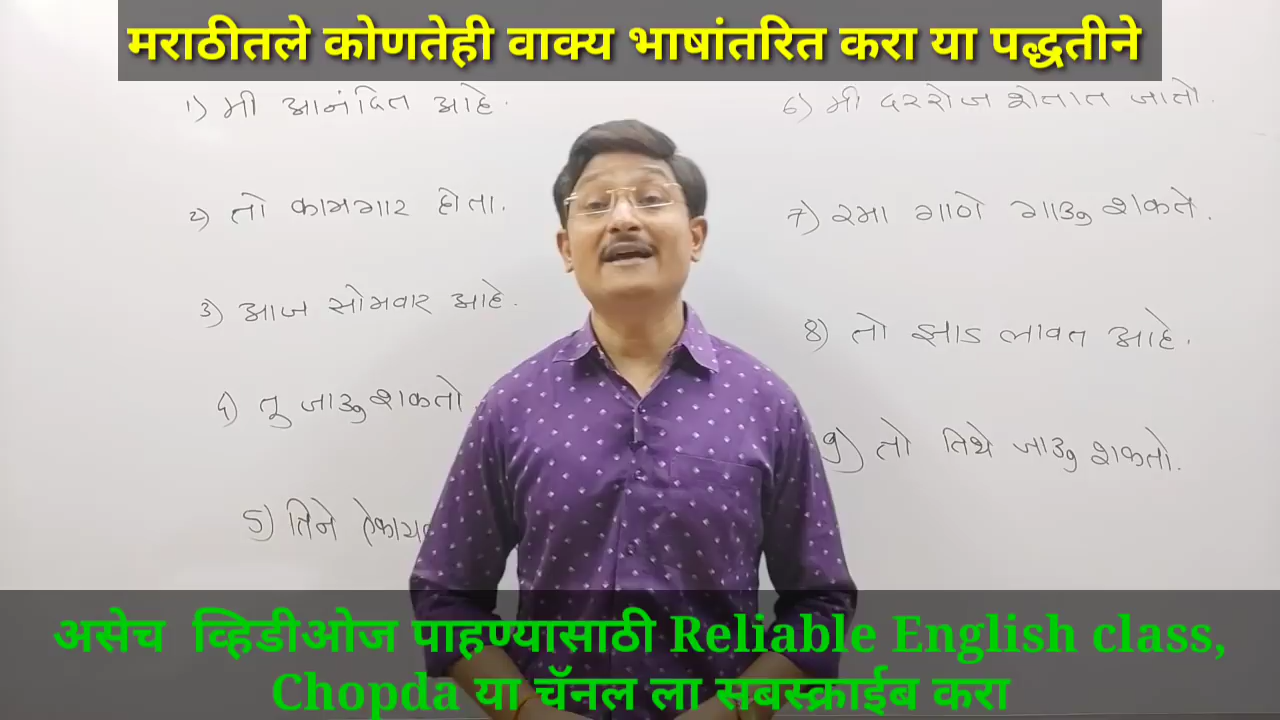 मराठीतले कोणतेही वाक्य भाषांतरित करा या पद्धतीने
1) मी आनंदित आहे.
2) तो कामगार होता.
3) आज सोमवार आहे.
4) तू जाऊ शकतो
5) तिने ऐकायल
6) मी दररोज शेतात जातो.
7) रमा गाणे गाऊ शकते.
8) तो झाड लावत आहे.
9) तो तिथे जाऊ शकतो.
असेच व्हिडीओज पाहण्यासाठी Reliable English class,
Chopda या चॅनल ला सबस्क्राईब करा